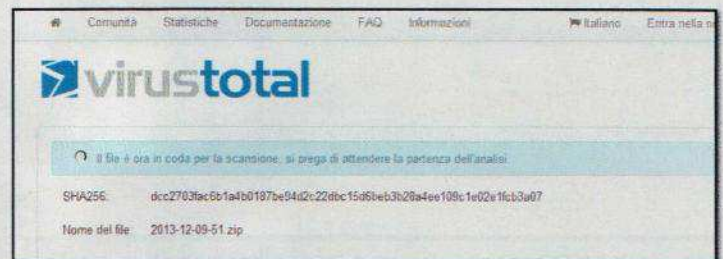 Comunità Statistiche Documentazione FAQ Informazioni Italiano Entra nella
virustotal
Il file è ora in coda per la scansione, si prega di attendere la partenza dell'analisi
SHA256:
Nome del file 2013-12-09-51.zip